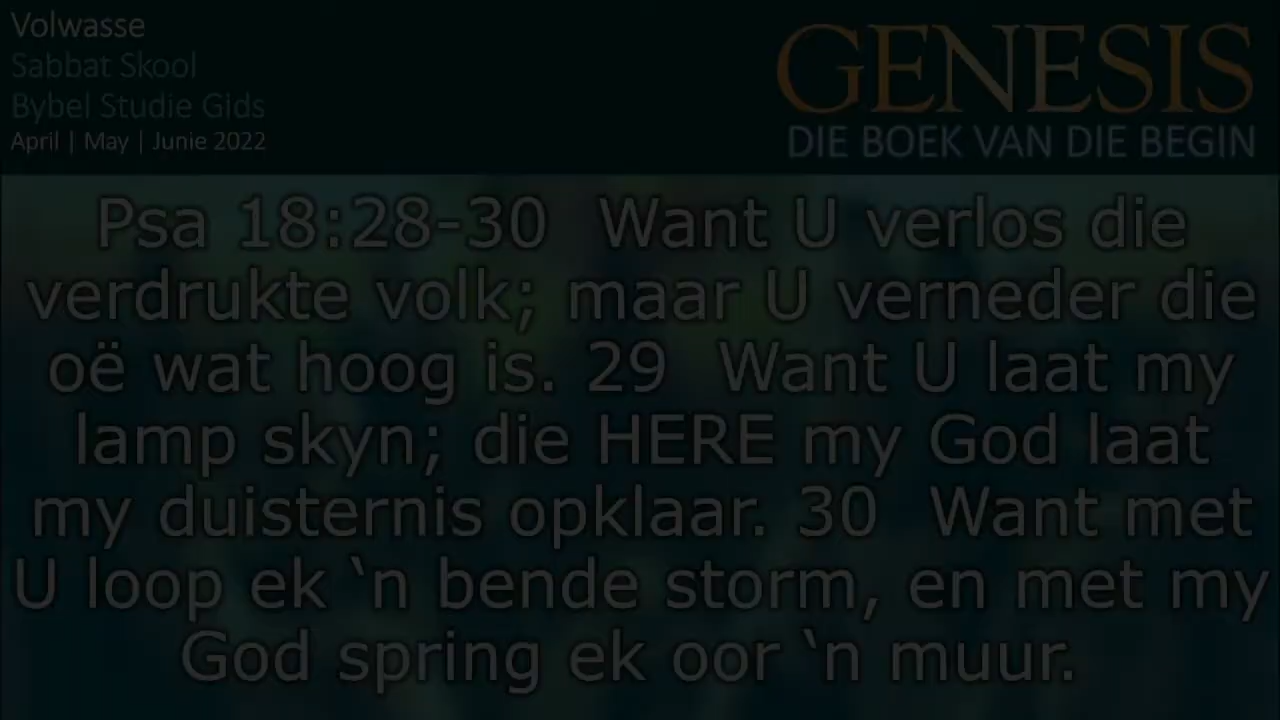 Volwasse
Sabbat Skool
Bybel Studie Gids
April | May | Junie 2022
GENESIS
DIE BOEK VAN DIE BEGIN
Psa 18:28-30  Want U verlos die
verdrukte volk; maar U verneder die
oë wat hoog is. 29  Want U laat my
lamp skyn; die HERE my God laat
my duisternis opklaar. 30  Want met
U loop ek ‘n bende storm, en met my
God spring ek oor ‘n muur.